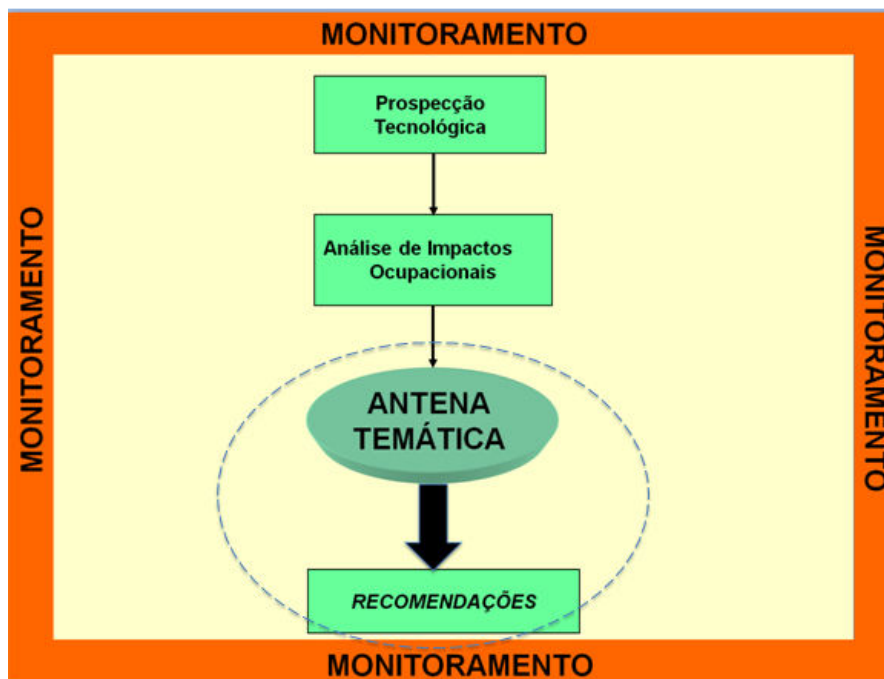 MONITORAMENTO
Prospecção
Tecnológica
MONITORAMENTO
MONITORAMENTO
Análise de Impactos
Ocupacionais
ANTENA
TEMÁTICA
RECOMENDAÇÕES
MONITORAMENTO